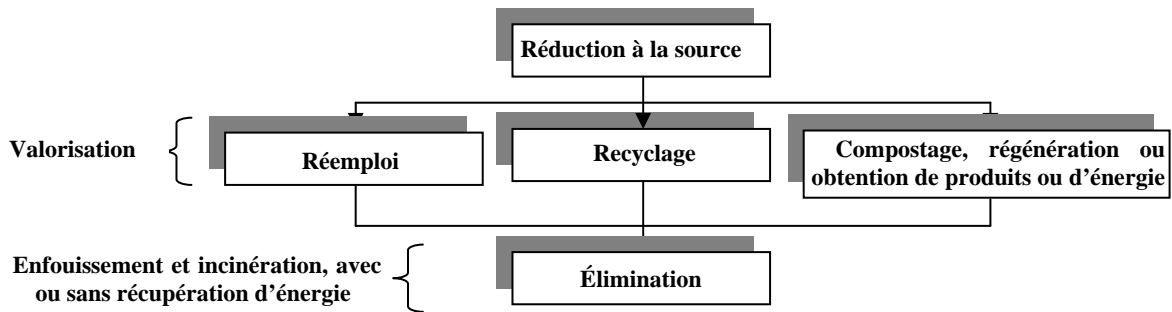 Réduction à la source
Valorisation
Réemploi
Recyclage
Compostage, régénération ou
obtention de produits ou d’énergie
Enfouissement et incinération, avec
ou sans récupération d’énergie
Élimination